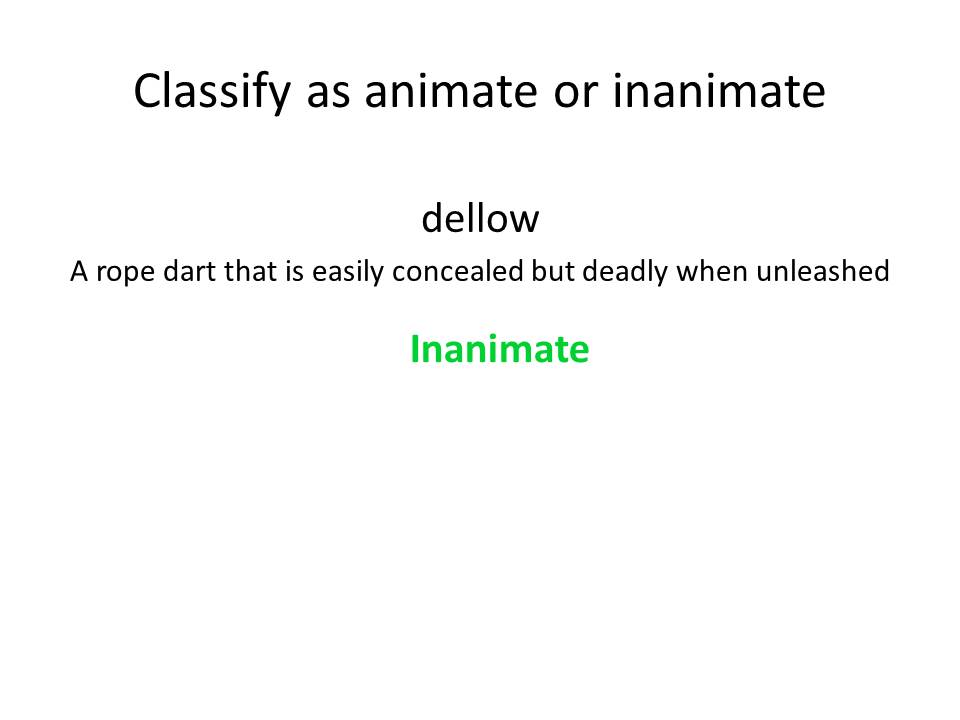 Classify as animate or inanimate
dellow
A rope dart that is easily concealed but deadly when unleashed
Inanimate